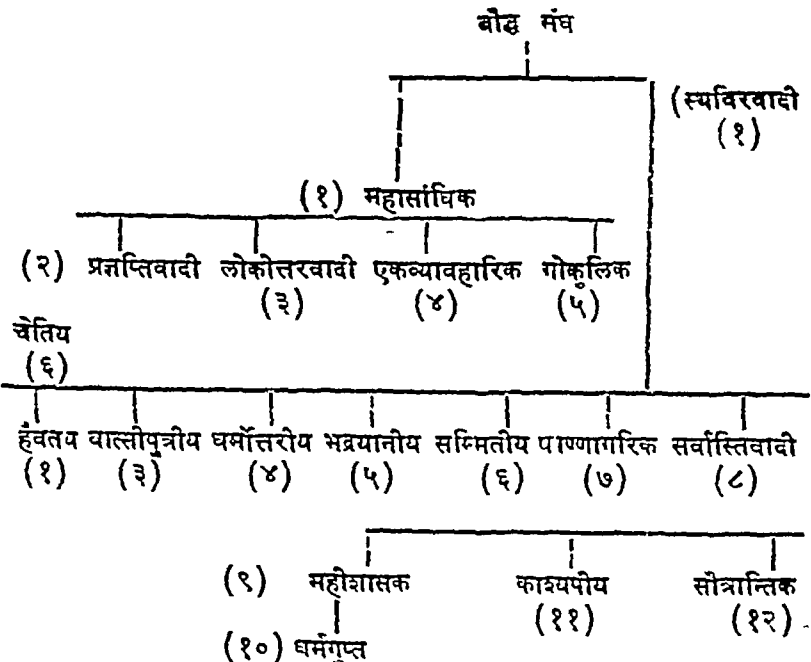 बौद्ध संघ
(स्थविरवादी
(१)
(१) महासांघिक
(२) प्रज्ञप्तिवादी लोकोत्तरवादी एकव्यावहारिक गोकुलिक
(३) (४) (५)
चैतिय
(६)
हैवतय वात्सीपुत्रीय धर्मोत्तरीय भद्रयानीय सम्मितीय पाण्णागरिक सर्वास्तिवादी
(१) (३) (४) (५) (६) (७) (८)
(९) महीशासक काश्यपीय सौत्रान्तिक
(११) (१२)
(१०) धर्मगुप्त